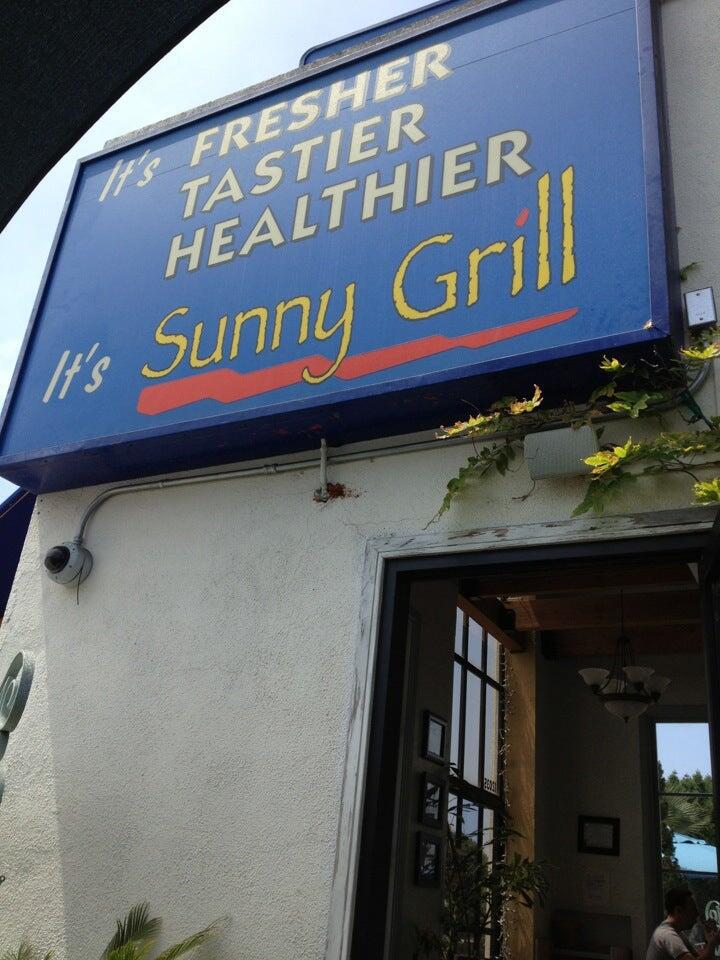 It's FRESHER
TASTIER
HEALTHIER
It's Sunny Grill